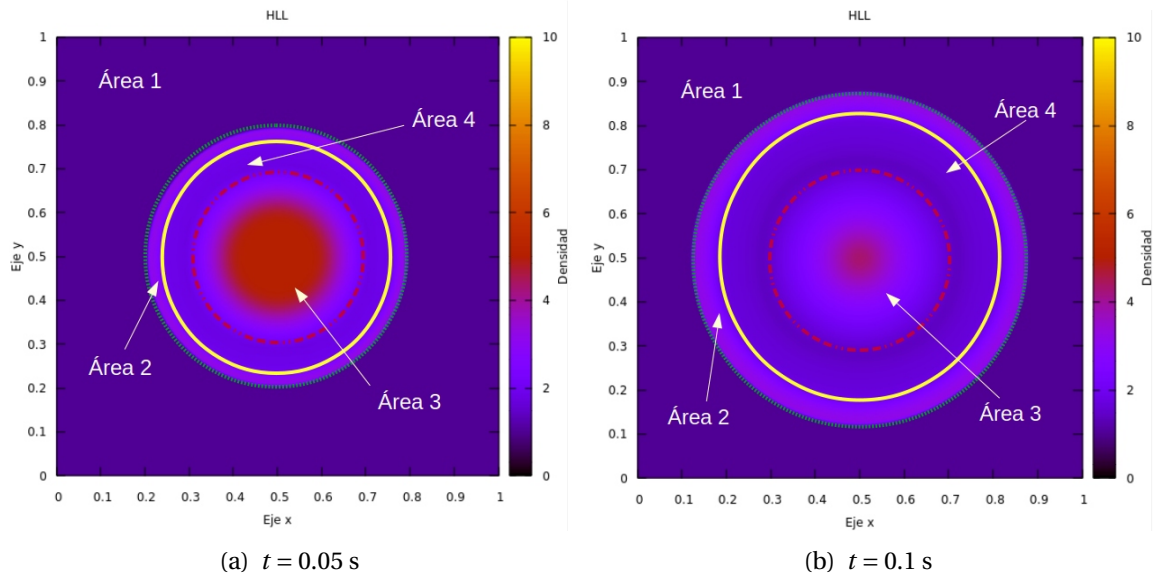 HLL
1
0.9
0.8
0.7
0.6
0.5
0.4
0.3
0.2
0.1
0
Eje y
0 0.1 0.2 0.3 0.4 0.5 0.6 0.7 0.8 0.9 1
Eje x
10
8
6
4
2
0
Densidad
Área 1
Área 4
Área 2
Área 3
(a) t = 0.05 s
HLL
1
0.9
0.8
0.7
0.6
0.5
0.4
0.3
0.2
0.1
0
Eje y
0 0.1 0.2 0.3 0.4 0.5 0.6 0.7 0.8 0.9 1
Eje x
10
8
6
4
2
0
Densidad
Área 1
Área 4
Área 2
Área 3
(b) t = 0.1 s